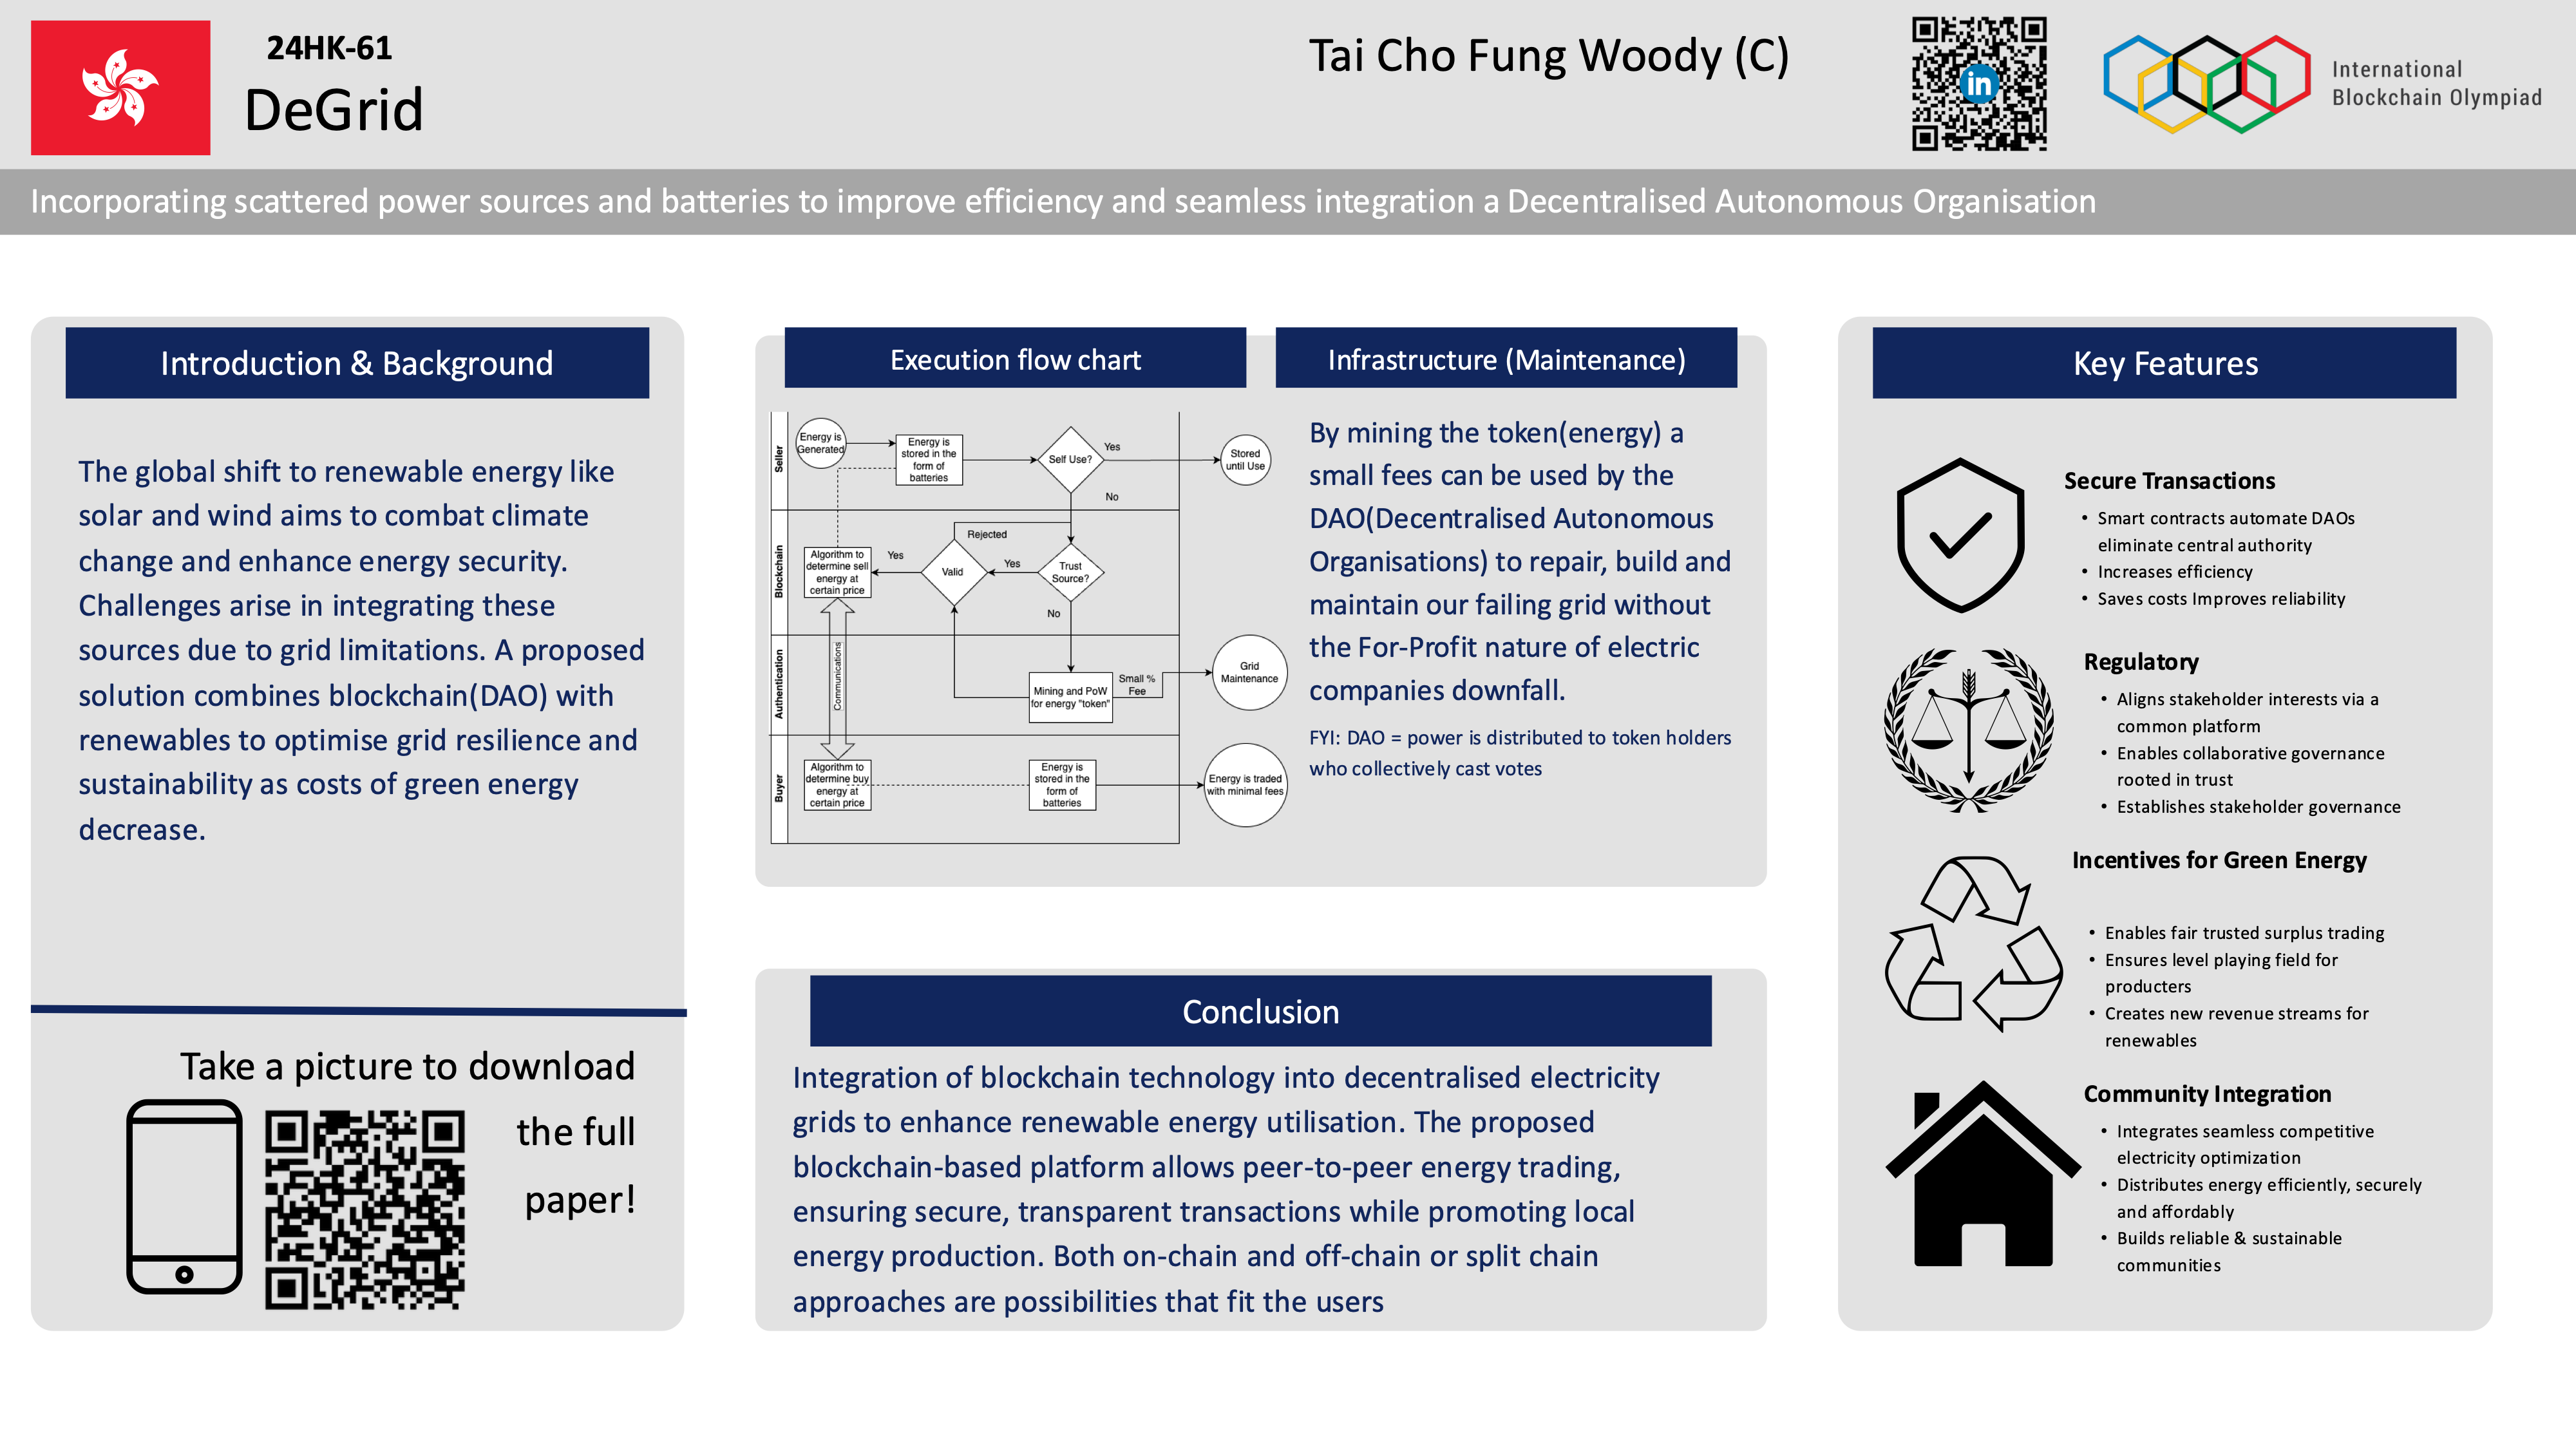 24HK-61
DeGrid
Tai Cho Fung Woody (C)
in
International
Blockchain Olympiad
Incorporating scattered power sources and batteries to improve efficiency and seamless integration a Decentralised Autonomous Organisation
Introduction & Background
The global shift to renewable energy like
solar and wind aims to combat climate
change and enhance energy security.
Challenges arise in integrating these
sources due to grid limitations. A proposed
solution combines blockchain(DAO) with
renewables to optimise grid resilience and
sustainability as costs of green energy
decrease.
Take a picture to download
the full
paper!
Execution flow chart
Seller
Energy is
Generated
Energy is
stored in the
form of
batteries
Self Use?
Yes
Stored
until Use
No
Blockchain
Rejected
Algorithm to
determine sell
energy at
certain price
Yes
Valid
Yes
Trust
Source?
No
Authentication
Communications
Mining and PoW
for energy "token"
Small %
Fee
Grid
Maintenance
Buyer
Algorithm to
determine buy
energy at
certain price
Energy is
stored in the
form of
batteries
Energy is traded
with minimal fees
Infrastructure (Maintenance)
By mining the token(energy) a
small fees can be used by the
DAO(Decentralised Autonomous
Organisations) to repair, build and
maintain our failing grid without
the For-Profit nature of electric
companies downfall.
FYI: DAO = power is distributed to token holders
who collectively cast votes
Conclusion
Integration of blockchain technology into decentralised electricity
grids to enhance renewable energy utilisation. The proposed
blockchain-based platform allows peer-to-peer energy trading,
ensuring secure, transparent transactions while promoting local
energy production. Both on-chain and off-chain or split chain
approaches are possibilities that fit the users
Key Features
Secure Transactions
• Smart contracts automate DAOs
eliminate central authority
• Increases efficiency
• Saves costs Improves reliability
Regulatory
• Aligns stakeholder interests via a
common platform
• Enables collaborative governance
rooted in trust
• Establishes stakeholder governance
Incentives for Green Energy
• Enables fair trusted surplus trading
• Ensures level playing field for
producters
• Creates new revenue streams for
renewables
Community Integration
• Integrates seamless competitive
electricity optimization
• Distributes energy efficiently, securely
and affordably
• Builds reliable & sustainable
communities